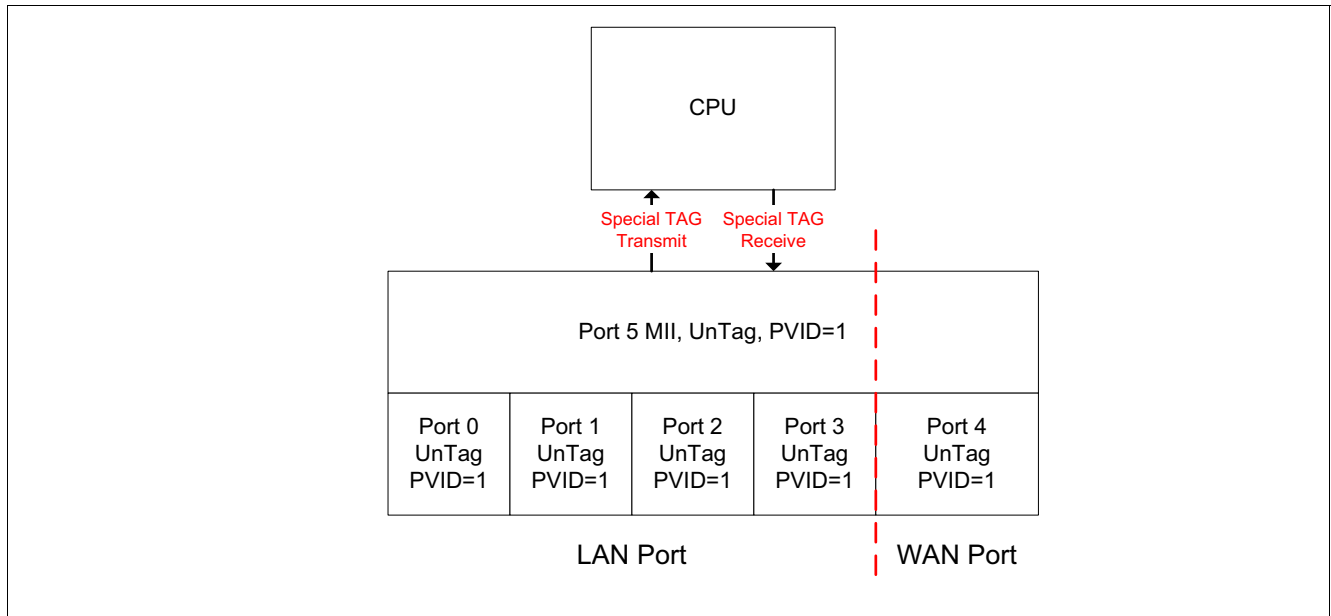 CPU
Special TAG
Transmit
Special TAG
Receive
Port 5 MII, UnTag, PVID=1
Port 0
UnTag
PVID=1
Port 1
UnTag
PVID=1
Port 2
UnTag
PVID=1
Port 3
UnTag
PVID=1
Port 4
UnTag
PVID=1
LAN Port
WAN Port